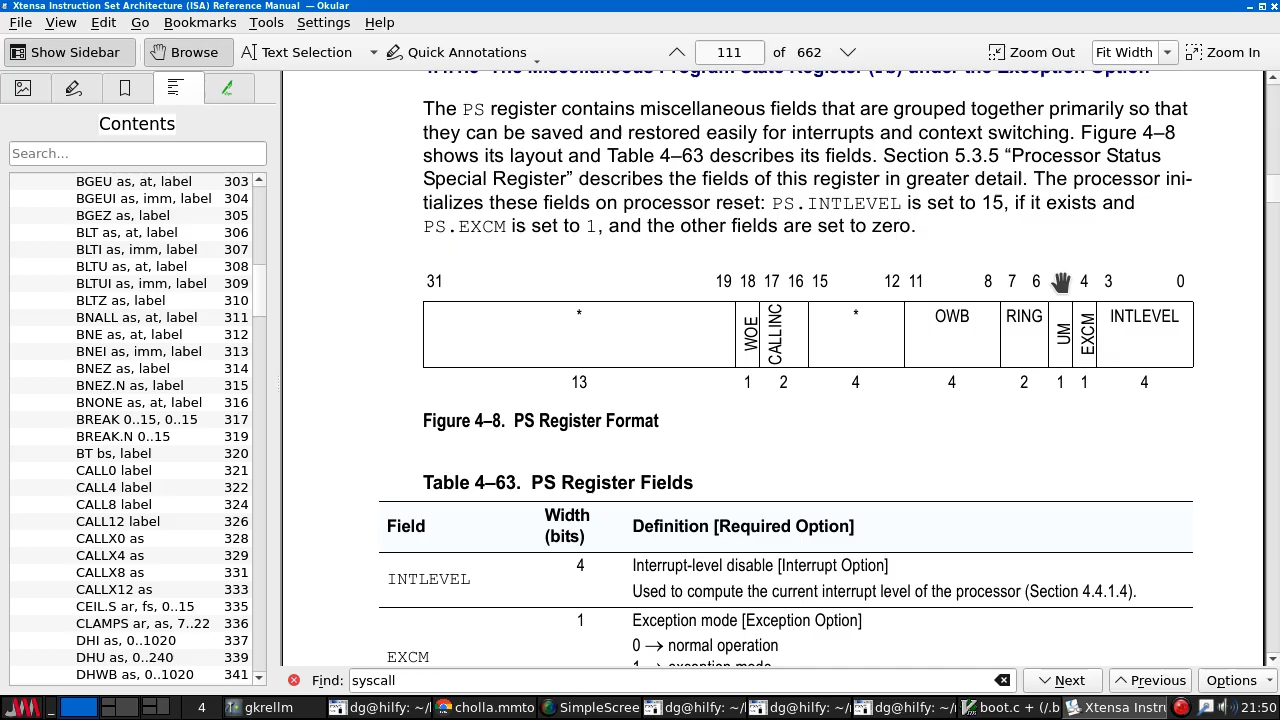 Xtensa Instruction Set Architecture (ISA) Reference Manual — Okular
File View Edit Go Bookmarks Tools Settings Help
Show Sidebar Browse Text Selection Quick Annotations 111 of 662 Zoom Out Fit Width Zoom In
Contents
Search...
BGEU as, at, label 303
BGEUI as, imm, label 304
BGEZ as, label 305
BLT as, at, label 306
BLTI as, imm, label 307
BLTU as, at, label 308
BLTUI as, imm, label 309
BLTZ as, label 310
BNALL as, at, label 311
BNE as, at, label 312
BNEI as, imm, label 313
BNEZ as, label 314
BNEZ.N as, label 315
BNONE as, at, label 316
BREAK 0..15, 0..15 317
BREAK.N 0..15 319
BT bs, label 320
CALL0 label 321
CALL4 label 322
CALL8 label 324
CALL12 label 326
CALLX0 as 328
CALLX4 as 329
CALLX8 as 331
CALLX12 as 333
CEIL.S ar, fs, 0..15 335
CLAMPS ar, as, 7..22 336
DHI as, 0..1020 337
DHU as, 0..240 339
DHWB as, 0..1020 341
The Miscellaneous Program State Register (PS) under the Exception Option
The PS register contains miscellaneous fields that are grouped together primarily so that
they can be saved and restored easily for interrupts and context switching. Figure 4–8
shows its layout and Table 4–63 describes its fields. Section 5.3.5 “Processor Status
Special Register” describes the fields of this register in greater detail. The processor ini-
tializes these fields on processor reset: PS.INTLEVEL is set to 15, if it exists and
PS.EXCM is set to 1, and the other fields are set to zero.
31 19 18 17 16 15 12 11 8 7 6 4 3 0
* WOE CALLINC * OWB RING UM EXCM INTLEVEL
13 1 2 4 4 2 1 1 4
Figure 4–8. PS Register Format
Table 4–63. PS Register Fields
Field Width (bits) Definition [Required Option]
INTLEVEL 4 Interrupt-level disable [Interrupt Option]
Used to compute the current interrupt level of the processor (Section 4.4.1.4).
EXCM 1 Exception mode [Exception Option]
0 → normal operation
1 → exception mode
Find: syscall Next Previous Options
4 gkrellm dg@hilfy: ~/ cholla.mmto SimpleScree dg@hilfy: ~/ dg@hilfy: ~/ dg@hilfy: ~/ boot.c + (/.b Xtensa Instr 21:50